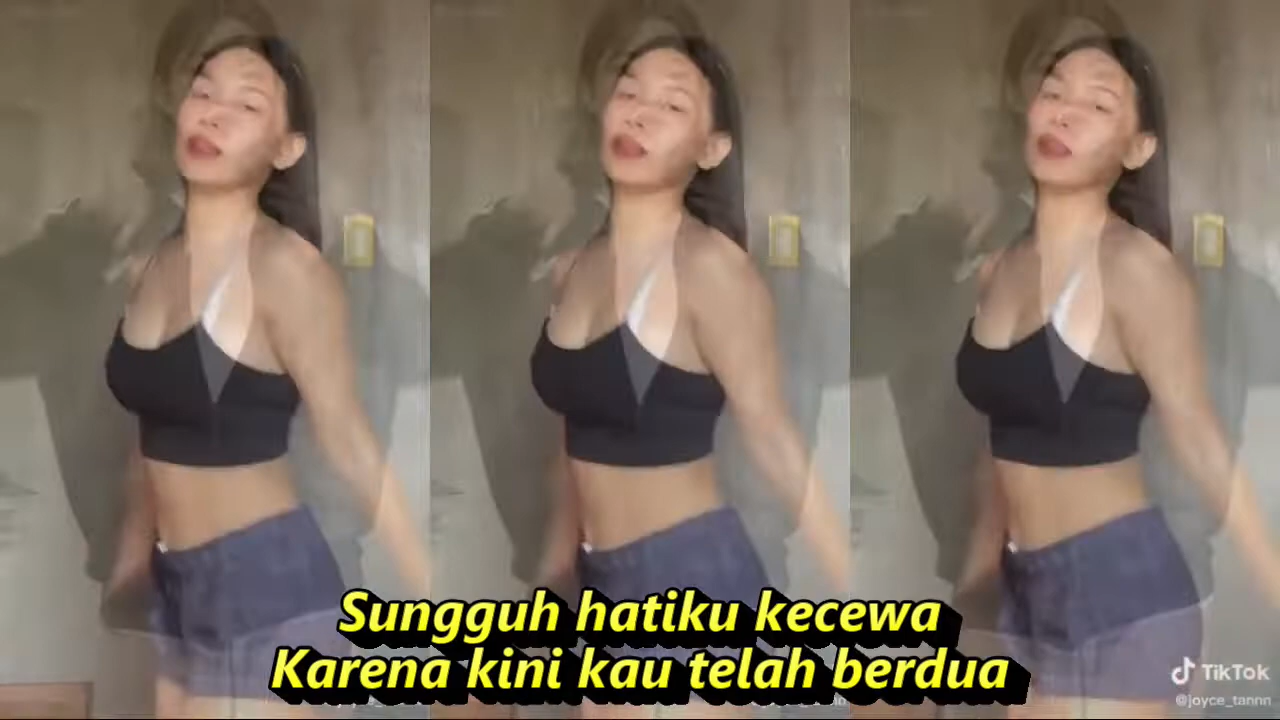 Sungguh hatiku kecewa
Karena kini kau telah berdua
TikTok
@joyce_tannn